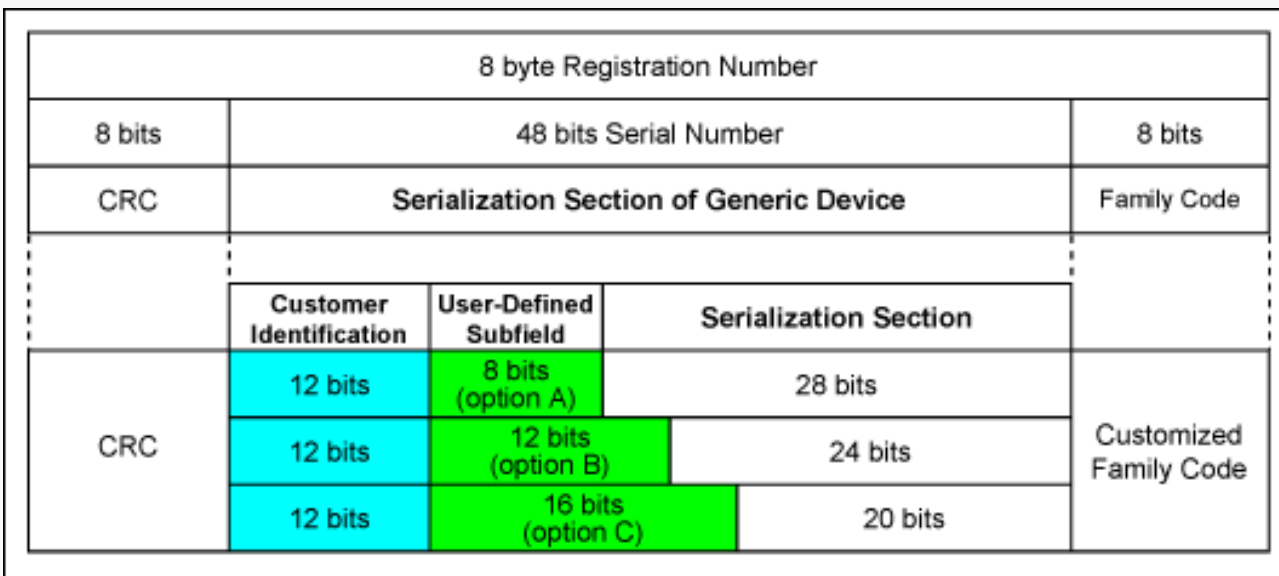 8 byte Registration Number
8 bits
48 bits Serial Number
8 bits
CRC
Serialization Section of Generic Device
Family Code
Customer
Identification
User-Defined
Subfield
Serialization Section
CRC
12 bits
8 bits
(option A)
28 bits
12 bits
12 bits
(option B)
24 bits
12 bits
16 bits
(option C)
20 bits
Customized
Family Code